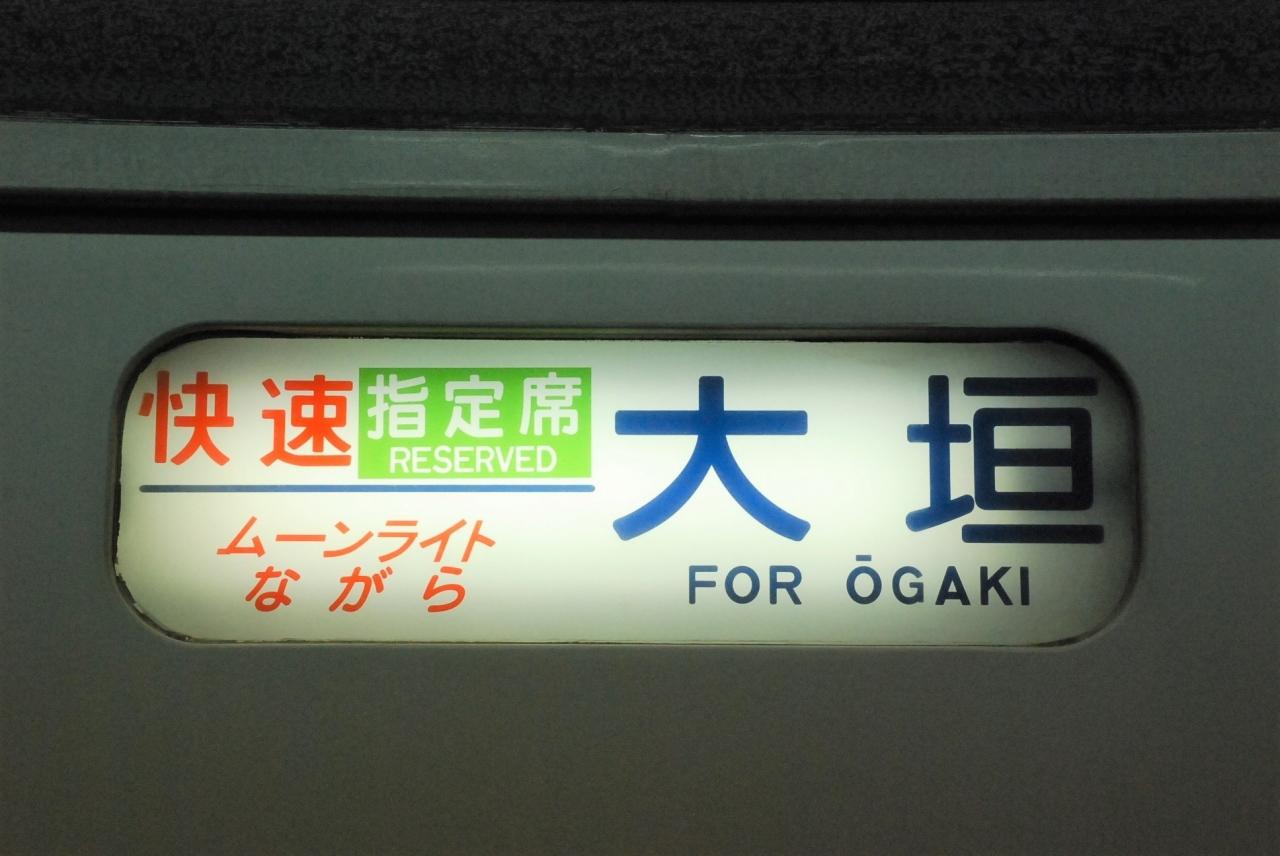 快速 指定席
RESERVED
ムーンライト
ながら
大垣
FOR ŌGAKI